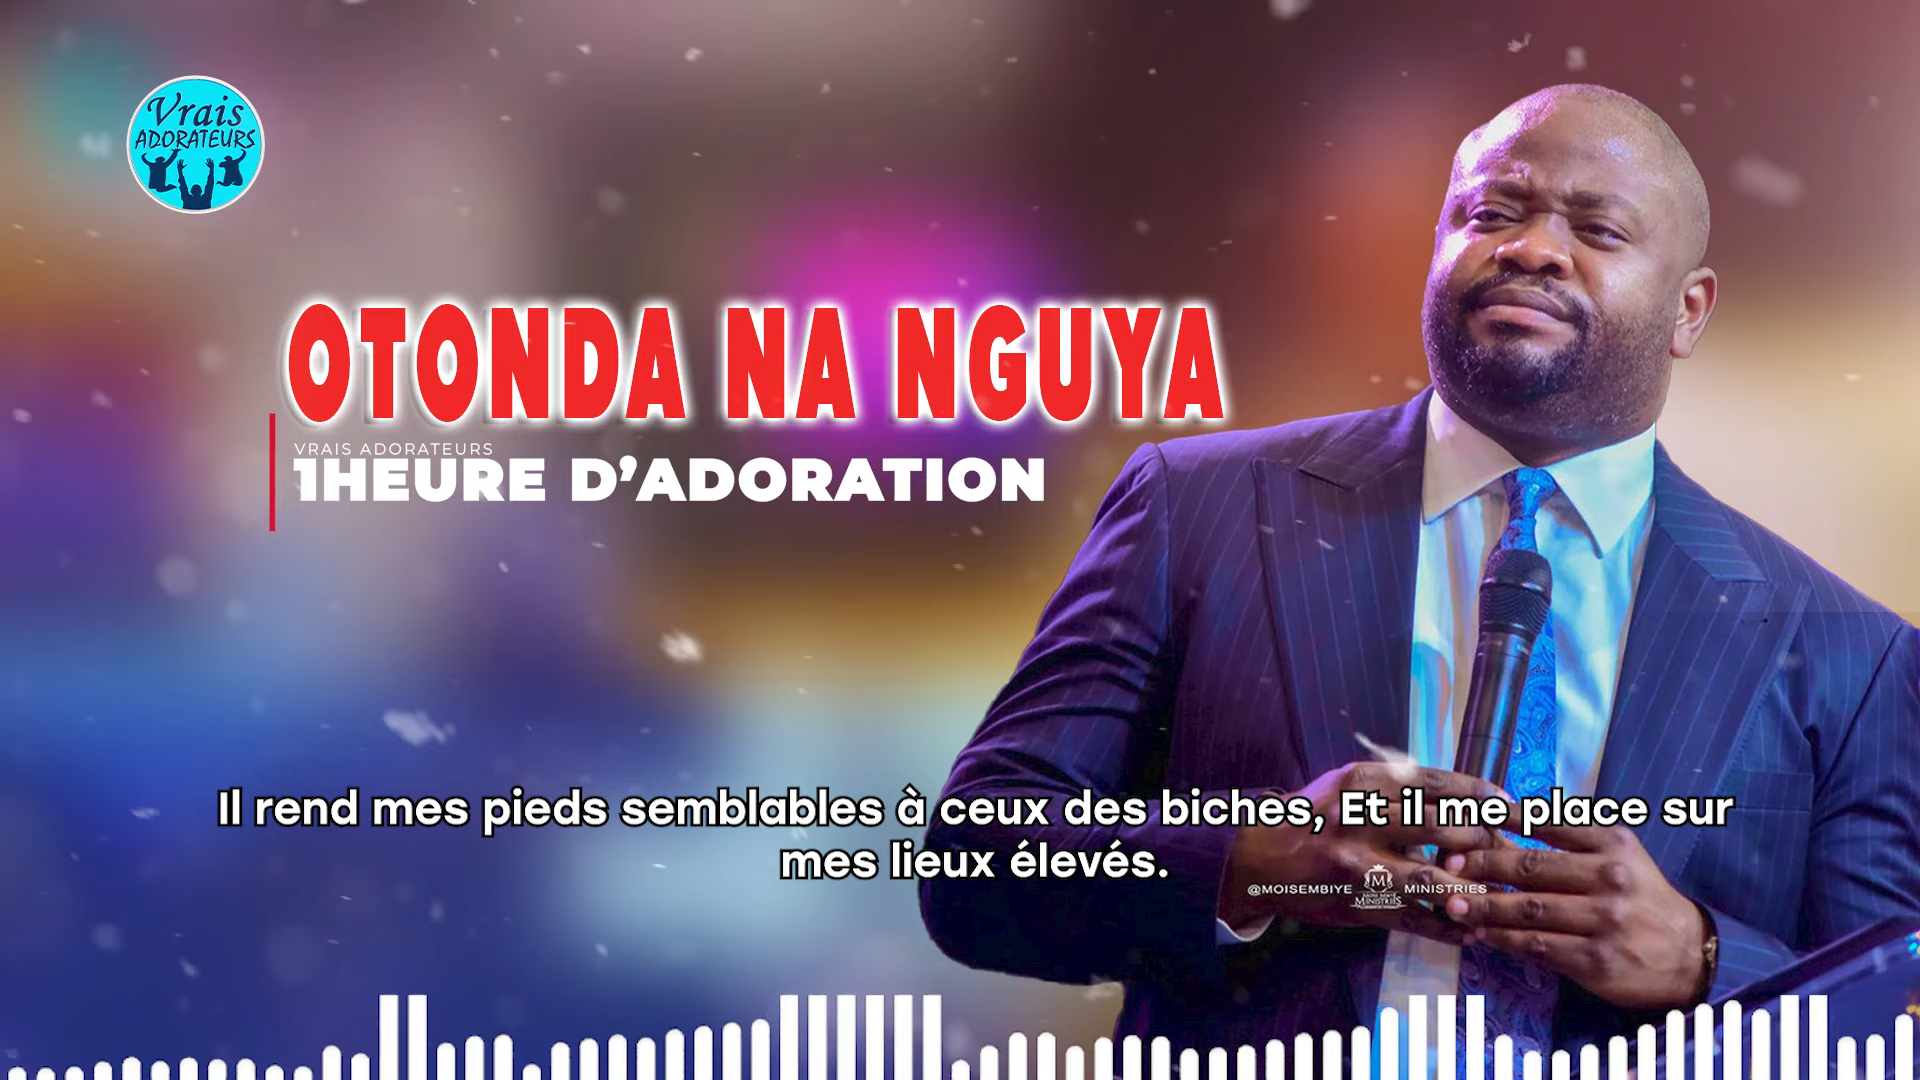 Vrais
ADORATEURS
OTONDA NA NGUYA
VRAIS ADORATEURS
1HEURE D'ADORATION
Il rend mes pieds semblables à ceux des biches, Et il me place sur
mes lieux élevés.
@MOISEMBIYE M MINISTRIES
MINISTRIES